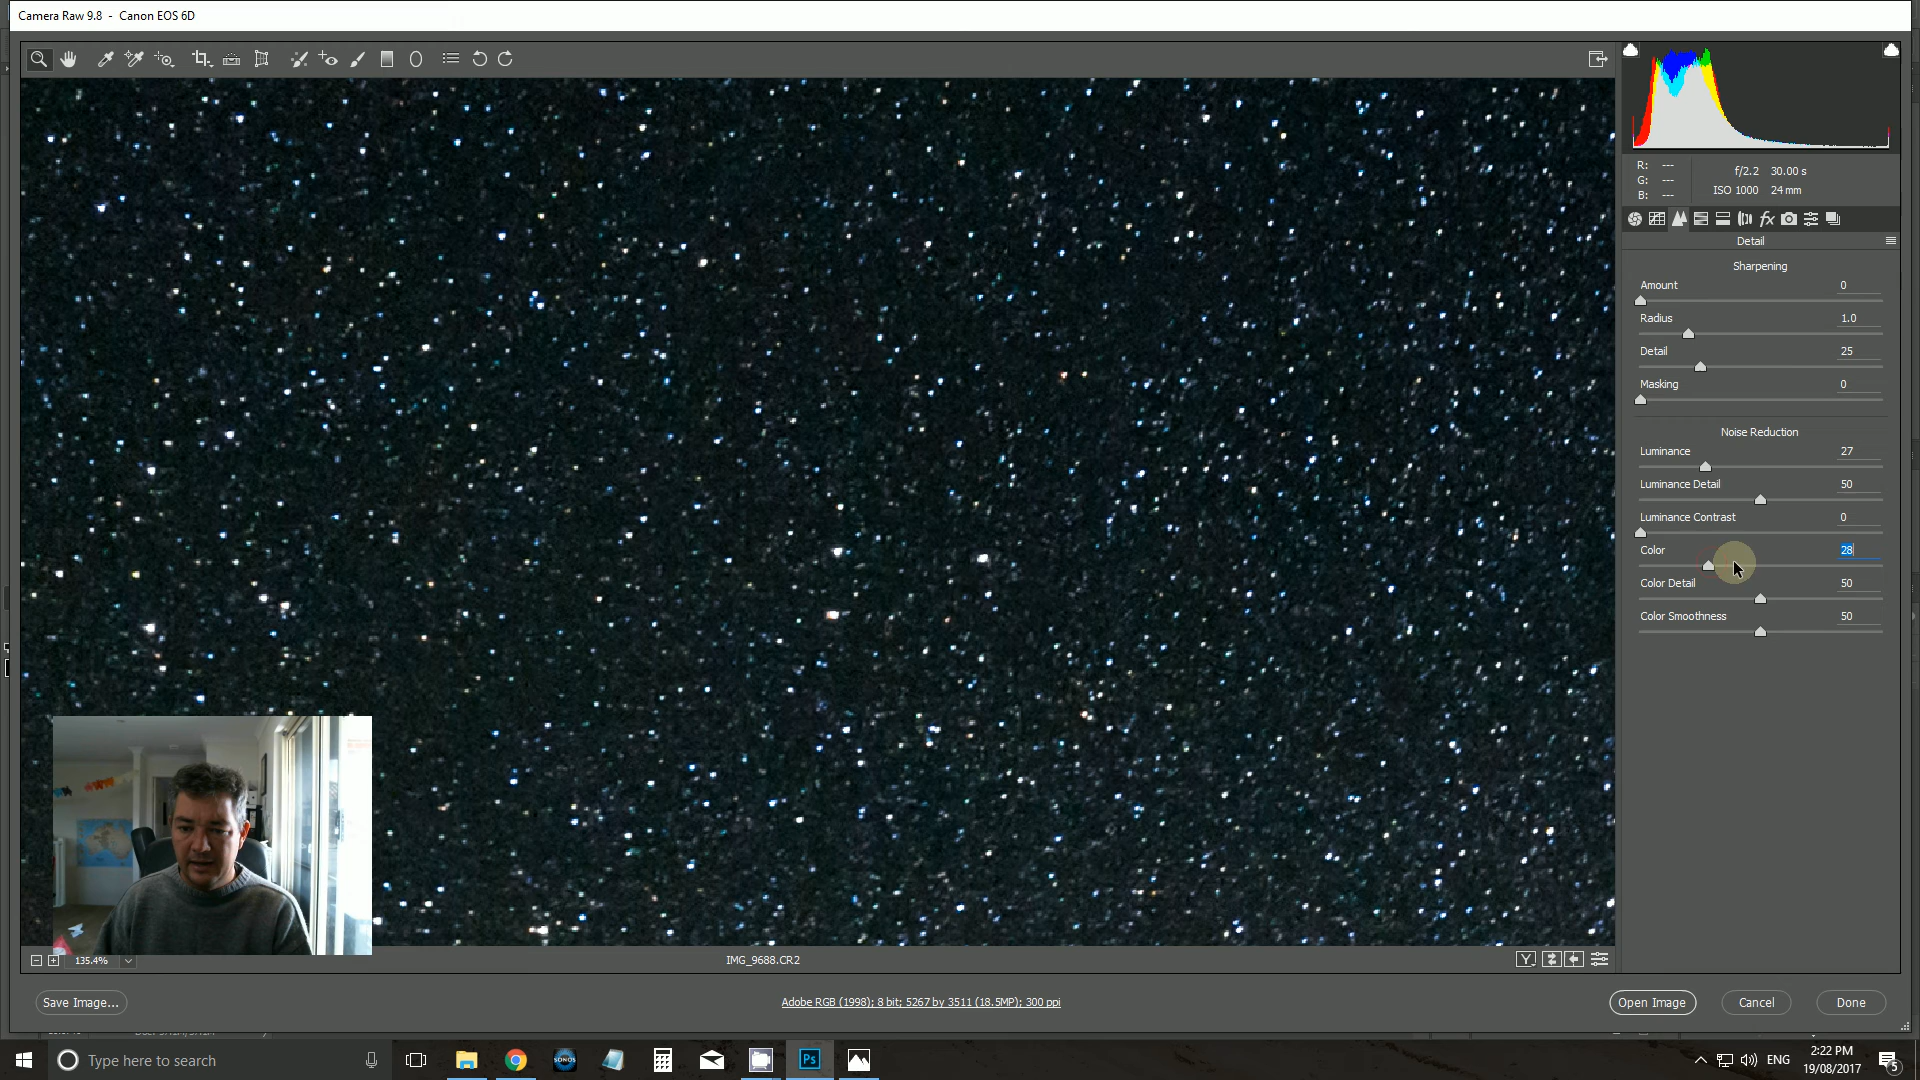 Camera Raw 9.8 - Canon EOS 6D
R: ---
G: ---
B: ---
f/2.2 30.00 s
ISO 1000 24 mm
fx
Detail
Sharpening
Amount 0
Radius 1.0
Detail 25
Masking 0
Noise Reduction
Luminance 27
Luminance Detail 50
Luminance Contrast 0
Color 28
Color Detail 50
Color Smoothness 50
135.4%
IMG_9688.CR2
Y
Save Image...
Adobe RGB (1998); 8 bit; 5267 by 3511 (18.5MP); 300 ppi
Open Image
Cancel
Done
Type here to search
SONOS
Ps
ENG
2:22 PM
19/08/2017
5